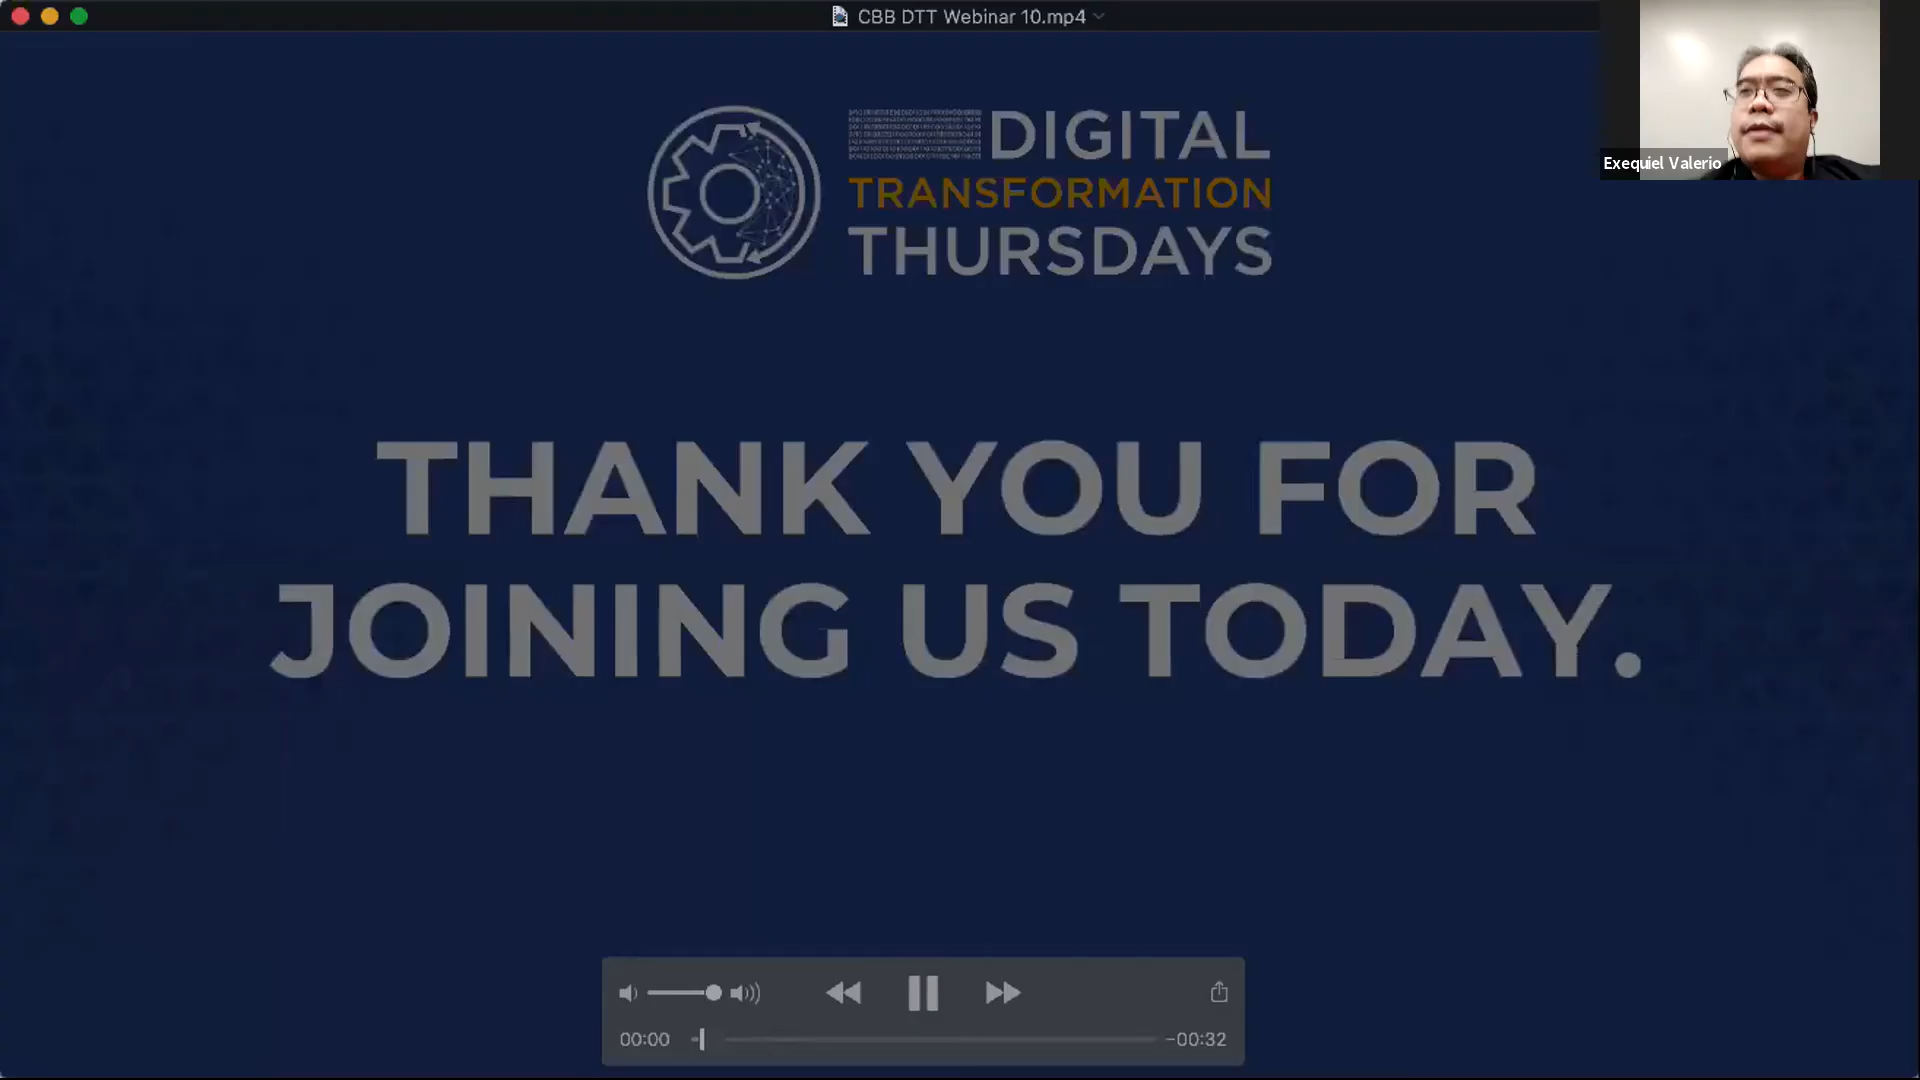 CBB DTT Webinar 10.mp4
Exequiel Valerio
DIGITAL
TRANSFORMATION
THURSDAYS
THANK YOU FOR
JOINING US TODAY.
00:00
-00:32